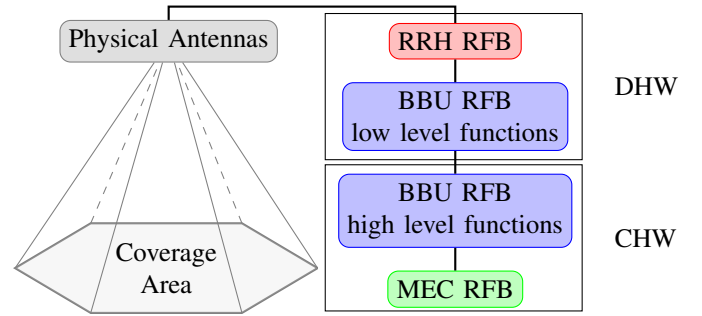 Physical Antennas
RRH RFB
BBU RFB
low level functions
DHW
BBU RFB
high level functions
CHW
MEC RFB
Coverage
Area